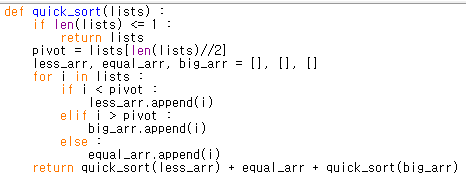 def quick_sort(lists) :
    if len(lists) <= 1 :
        return lists
    pivot = lists[len(lists)//2]
    less_arr, equal_arr, big_arr = [], [], []
    for i in lists :
        if i < pivot :
            less_arr.append(i)
        elif i > pivot :
            big_arr.append(i)
        else :
            equal_arr.append(i)
    return quick_sort(less_arr) + equal_arr + quick_sort(big_arr)